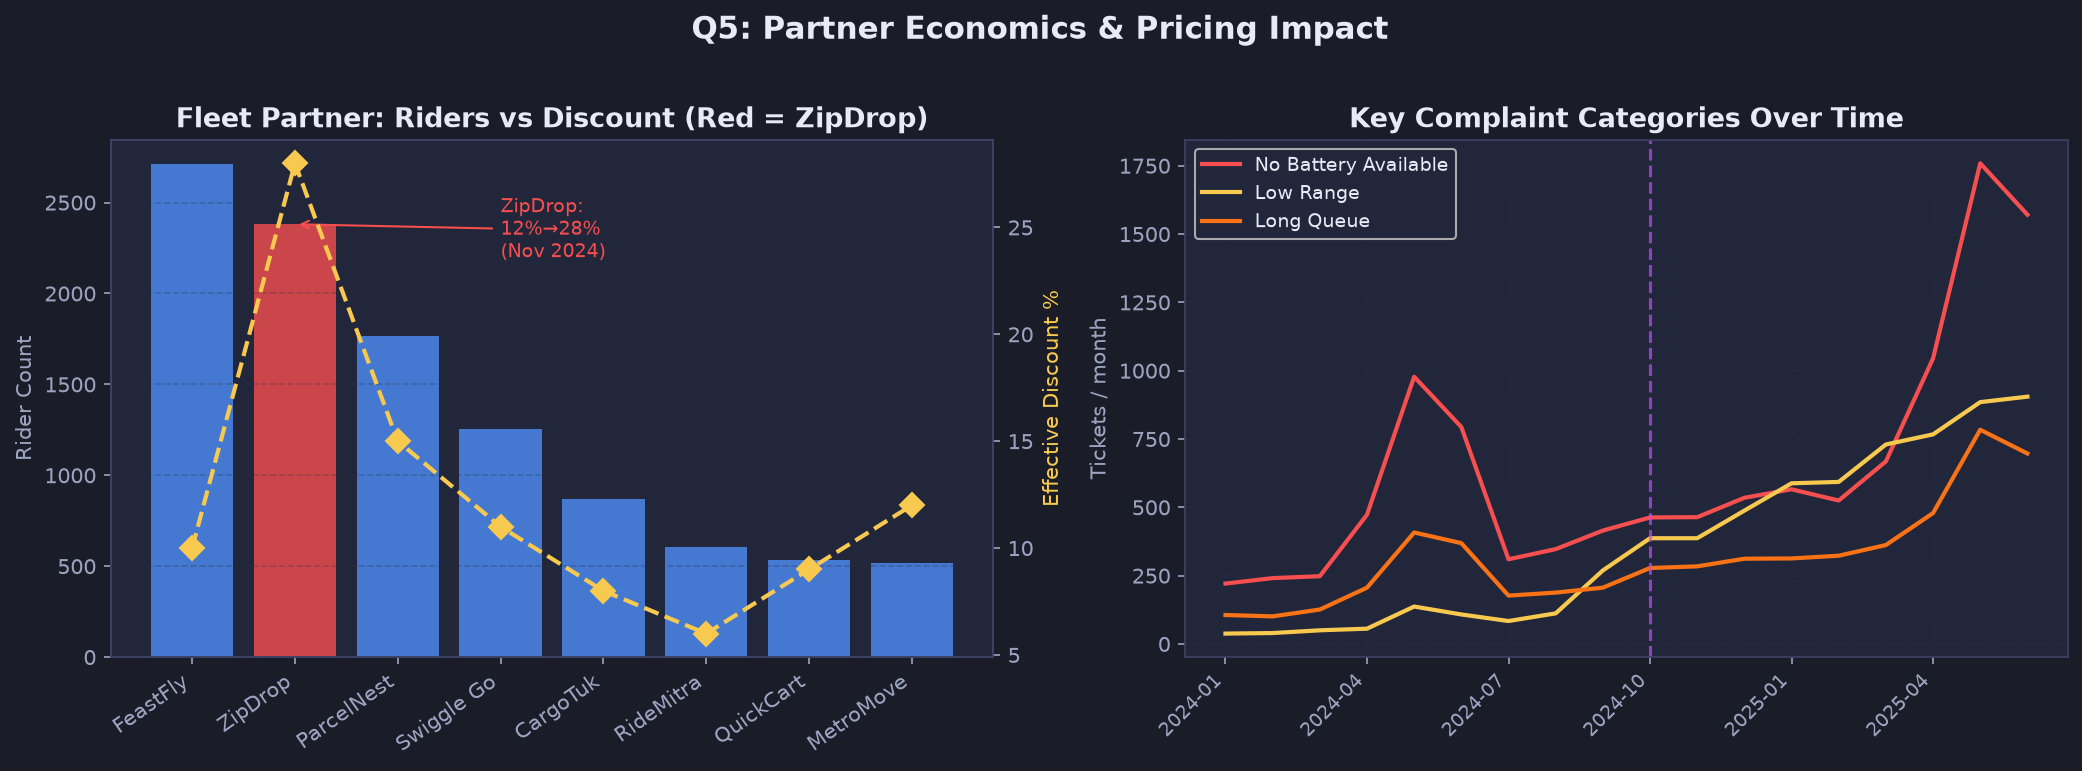 Q5: Partner Economics & Pricing Impact
Fleet Partner: Riders vs Discount (Red = ZipDrop)
Rider Count
2500
2000
1500
1000
500
0
ZipDrop:
12%→28%
(Nov 2024)
25
20
15
10
5
Effective Discount %
FeastFly
ZipDrop
ParcelNest
Swiggle Go
CargoTuk
RideMitra
QuickCart
MetroMove
Key Complaint Categories Over Time
Tickets / month
1750
1500
1250
1000
750
500
250
0
No Battery Available
Low Range
Long Queue
2024-01
2024-04
2024-07
2024-10
2025-01
2025-04